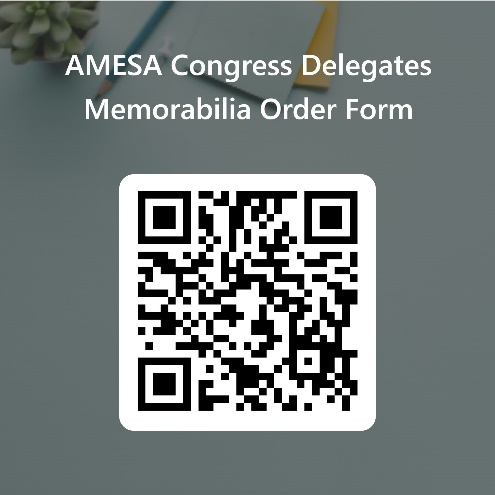 AMESA Congress Delegates
Memorabilia Order Form